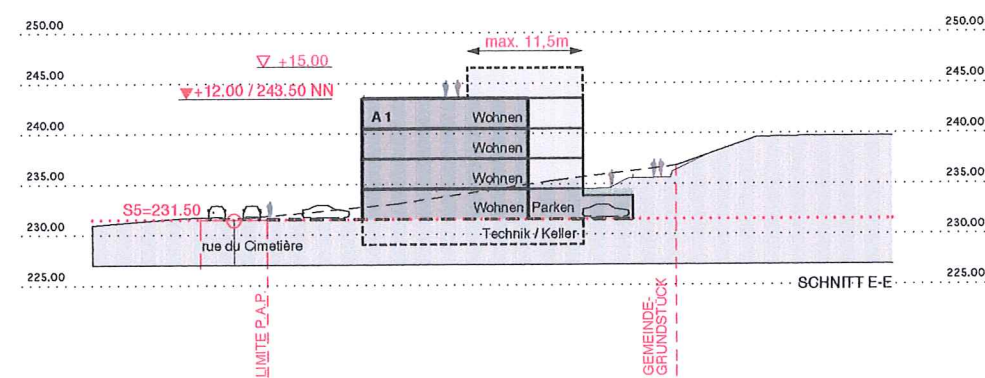 250.00
250.00
max. 11,5m
+15.00
245.00
245.00
+12.00 / 243.50 NN
A 1
Wohnen
240.00
240.00
Wohnen
Wohnen
235.00
235.00
S5=231.50
Wohnen
Parken
230.00
230.00
rue du Cimetière
Technik / Keller
225.00
225.00
SCHNITT E-E
LIMITE P.A.P.
GEMEINDE-
GRUNDSTÜCK